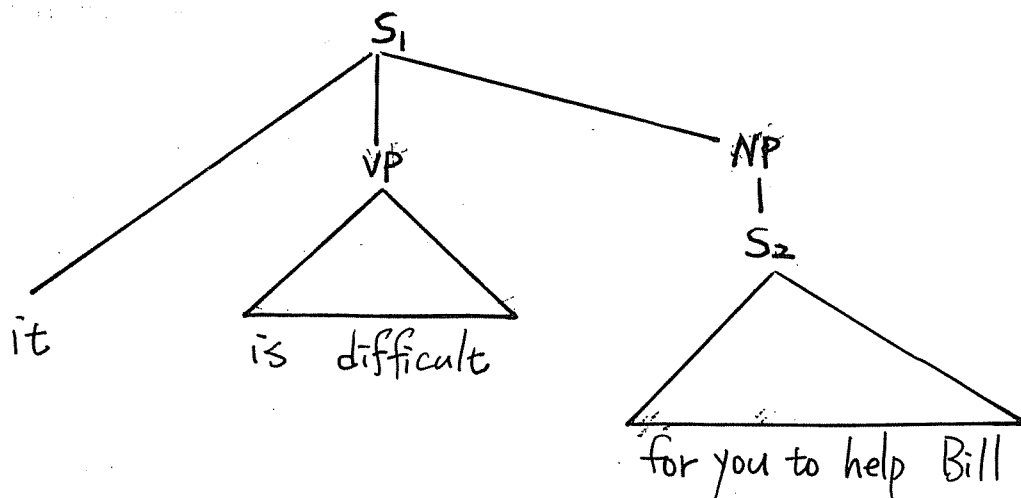 S₁
VP
NP
S₂
it
is difficult
for you to help Bill